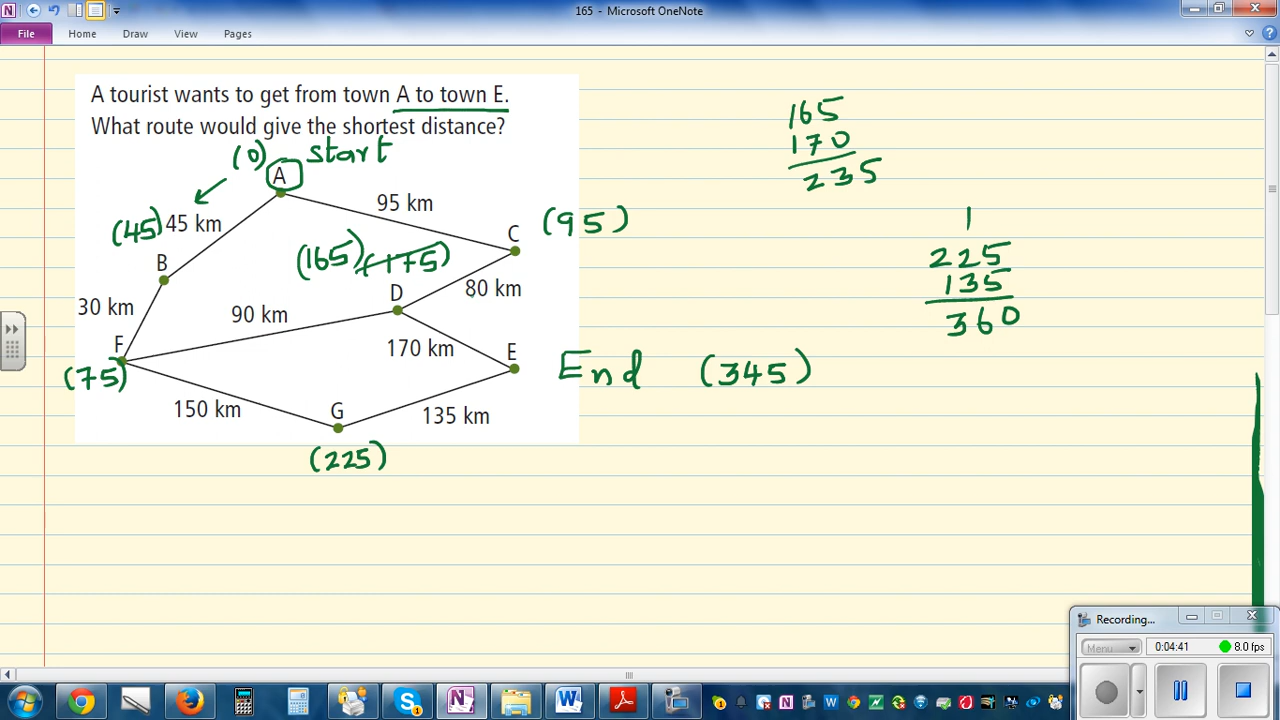 165 - Microsoft OneNote
File Home Draw View Pages
A tourist wants to get from town A to town E.
What route would give the shortest distance?
(0) start
A
45 km
95 km
(45)
(95)
C
(165) (175)
B
D
80 km
30 km
90 km
F
170 km
E
End (345)
(75)
150 km
G
135 km
(225)
165
170
235
1
225
135
360
Recording...
Menu 0:04:41 8.0 fps